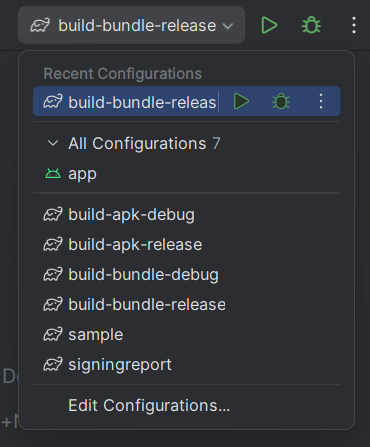 build-bundle-release
Recent Configurations
build-bundle-releas
All Configurations 7
app
build-apk-debug
build-apk-release
build-bundle-debug
build-bundle-release
sample
signingreport
Edit Configurations...